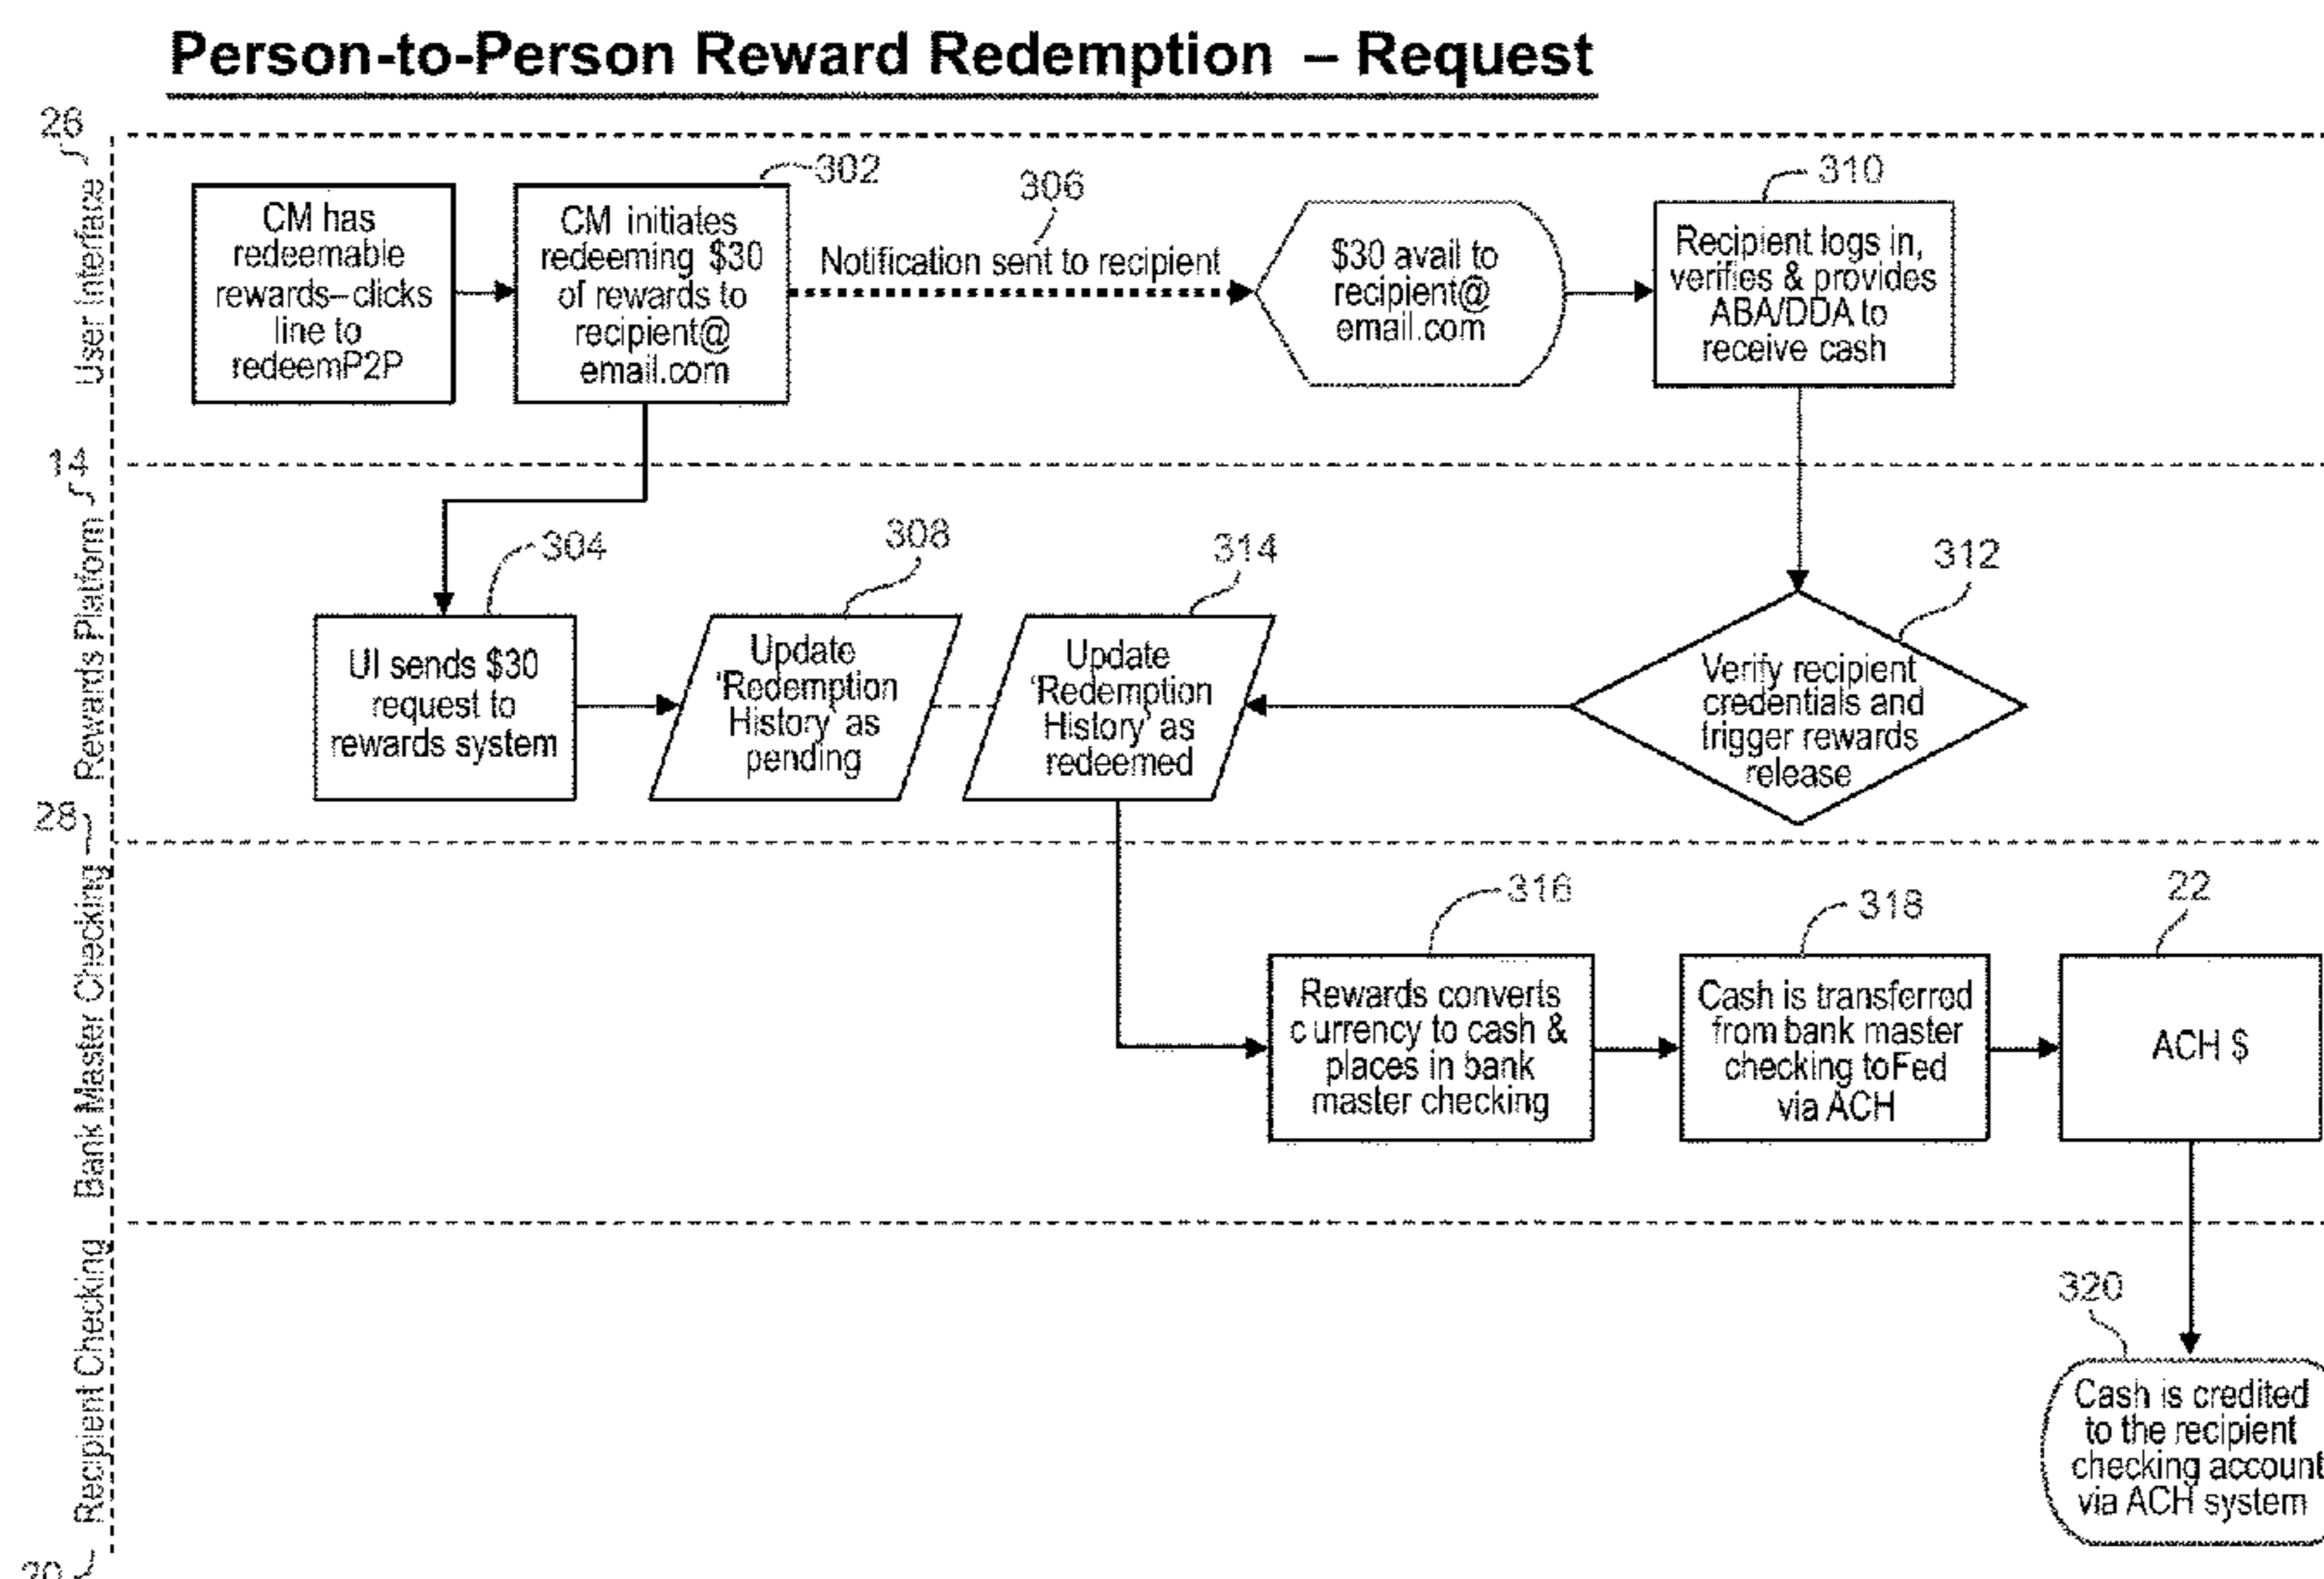 Person-to-Person Reward Redemption – Request
26
User Interface
CM has
redeemable
rewards–clicks
line to
redeemP2P
302
CM initiates
redeeming $30
of rewards to
recipient@
email.com
306
Notification sent to recipient
$30 avail to
recipient@
email.com
310
Recipient logs in,
verifies & provides
ABA/DDA to
receive cash
14
Rewards Platform
304
UI sends $30
request to
rewards system
308
Update
'Redemption
History' as
pending
314
Update
'Redemption
History' as
redeemed
312
Verify recipient
credentials and
trigger rewards
release
28
Bank Master Checking
316
Rewards converts
c urrency to cash &
places in bank
master checking
318
Cash is transferred
from bank master
checking toFed
via ACH
22
ACH $
Recipient Checking
320
Cash is credited
to the recipient
checking account
via ACH system